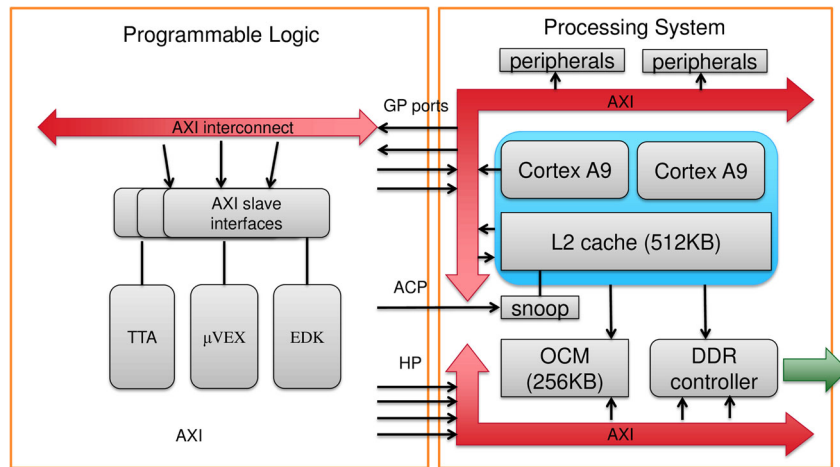 Programmable Logic
Processing System
peripherals
peripherals
AXI
GP ports
AXI interconnect
Cortex A9
Cortex A9
AXI slave
interfaces
L2 cache (512KB)
ACP
snoop
TTA
µVEX
EDK
HP
OCM
(256KB)
DDR
controller
AXI
AXI